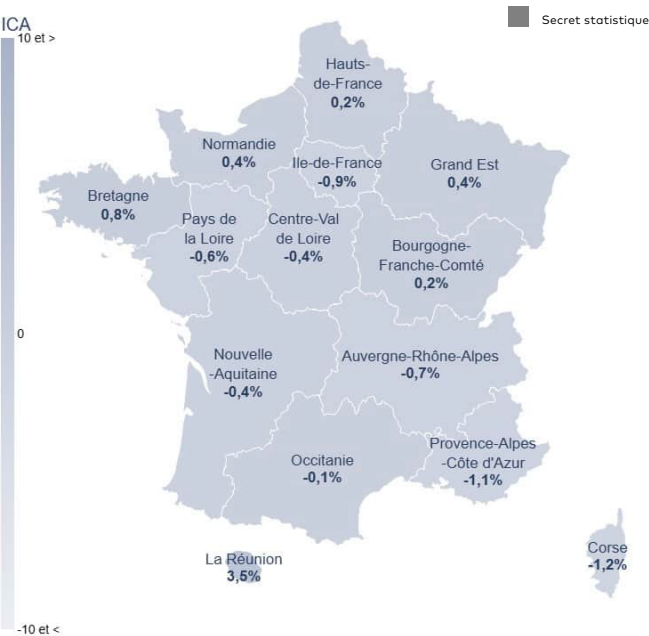 ICA
10 et >
Secret statistique
Hauts-
de-France
0,2%
Normandie
0,4%
Ile-de-France
-0,9%
Grand Est
0,4%
Bretagne
0,8%
Pays de
la Loire
-0,6%
Centre-Val
de Loire
-0,4%
Bourgogne-
Franche-Comté
0,2%
0
Nouvelle
-Aquitaine
-0,4%
Auvergne-Rhône-Alpes
-0,7%
Occitanie
-0,1%
Provence-Alpes
-Côte d'Azur
-1,1%
La Réunion
3,5%
Corse
-1,2%
-10 et <